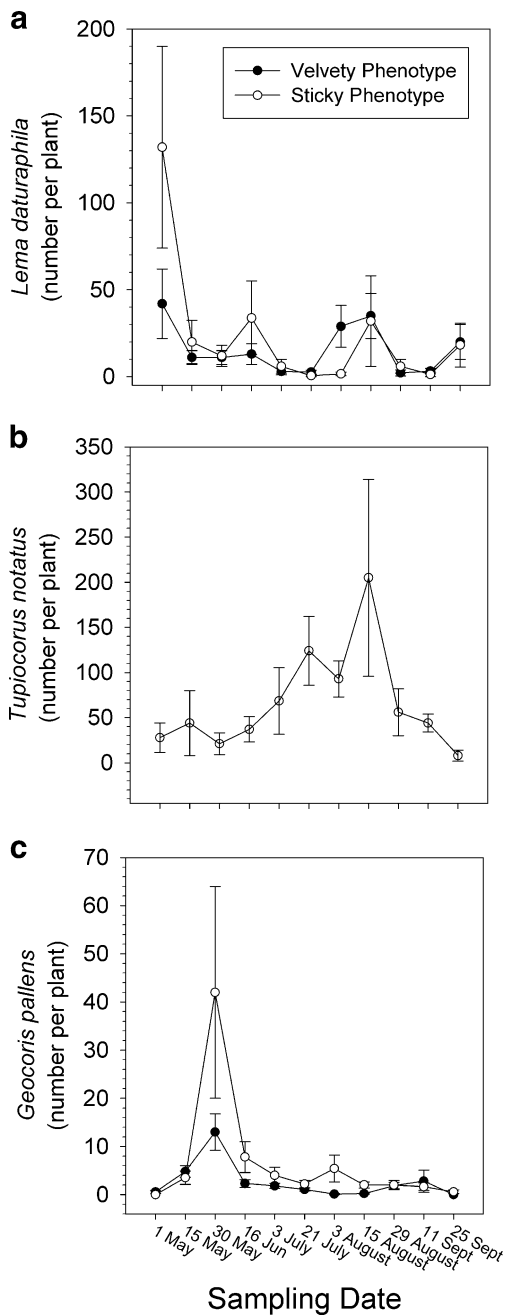 a
200
150
100
50
0
Lema daturaphila
(number per plant)
Velvety Phenotype
Sticky Phenotype
b
350
300
250
200
150
100
50
0
Tupiocorus notatus
(number per plant)
c
70
60
50
40
30
20
10
0
Geocoris pallens
(number per plant)
1 May
15 May
30 May
16 Jun
3 July
21 July
3 August
15 August
29 August
11 Sept
25 Sept
Sampling Date